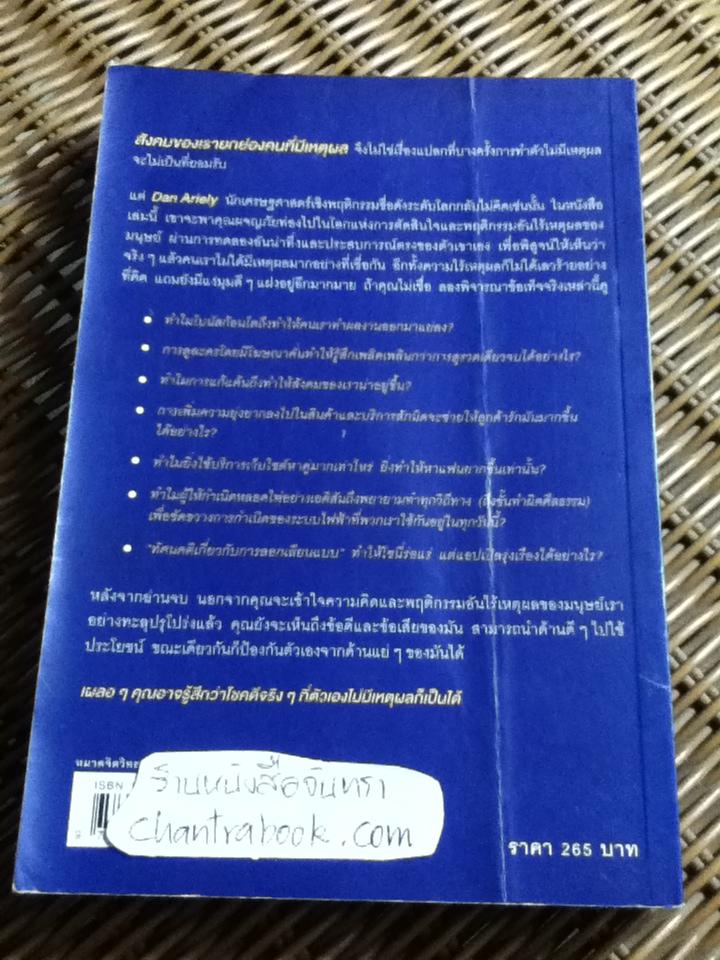 สังคมของเรายกย่องคนที่มีเหตุผล จึงไม่ใช่เรื่องแปลกที่บางครั้งการทำตัวไม่มีเหตุผล
จะไม่เป็นที่ยอมรับ
แต่ Dan Ariely นักเศรษฐศาสตร์เชิงพฤติกรรมชื่อดังระดับโลกกลับไม่คิดเช่นนั้น ในหนังสือ
เล่มนี้ เขาจะพาคุณผจญภัยท่องไปในโลกแห่งการตัดสินใจและพฤติกรรมอันไร้เหตุผลของ
มนุษย์ ผ่านการทดลองอันน่าทึ่งและประสบการณ์ตรงของตัวเขาเอง เพื่อพิสูจน์ให้เห็นว่า
จริง ๆ แล้วคนเราไม่ได้มีเหตุผลมากอย่างที่เชื่อกัน อีกทั้งความไร้เหตุผลก็ไม่ได้เลวร้ายอย่าง
ที่คิด แถมยังมีแง่มุมดี ๆ แฝงอยู่อีกมากมาย ถ้าคุณไม่เชื่อ ลองพิจารณาข้อเท็จจริงเหล่านี้ดู
• ทำไมโบนัสก้อนโตถึงทำให้คนเราทำผลงานออกมาแย่ลง?
• การดูละครโดยมีโฆษณาคั่นทำให้รู้สึกเพลิดเพลินกว่าการดูรวดเดียวจบได้อย่างไร?
• ทำไมการแก้แค้นถึงทำให้สังคมของเราน่าอยู่ขึ้น?
• การเพิ่มความยุ่งยากลงไปในสินค้าและบริการสักนิดจะช่วยให้ลูกค้ารักมันมากขึ้น
ได้อย่างไร?
• ทำไมยิ่งใช้บริการเว็บไซต์หาคู่มากเท่าไหร่ ยิ่งทำให้หาแฟนยากขึ้นเท่านั้น?
• ทำไมผู้ให้กำเนิดหลอดไฟอย่างเอดิสันถึงพยายามทำทุกวิถีทาง (ถึงขั้นทำผิดศีลธรรม)
เพื่อขัดขวางการกำเนิดของระบบไฟฟ้าที่พวกเราใช้กันอยู่ในทุกวันนี้?
• "ทัศนคติเกี่ยวกับการลอกเลียนแบบ" ทำให้โซนี่ร่อแร่ แต่แอปเปิลรุ่งเรืองได้อย่างไร?
หลังจากอ่านจบ นอกจากคุณจะเข้าใจความคิดและพฤติกรรมอันไร้เหตุผลของมนุษย์เรา
อย่างทะลุปรุโปร่งแล้ว คุณยังจะเห็นถึงข้อดีและข้อเสียของมัน สามารถนำด้านดี ๆ ไปใช้
ประโยชน์ ขณะเดียวกันก็ป้องกันตัวเองจากด้านแย่ ๆ ของมันได้
เผลอ ๆ คุณอาจรู้สึกว่าโชคดีจริง ๆ ที่ตัวเองไม่มีเหตุผลก็เป็นได้
หมวดจิตวิทย
ISBN
ร้านหนังสือจันทรา
chantrabook.com
ราคา 265 บาท